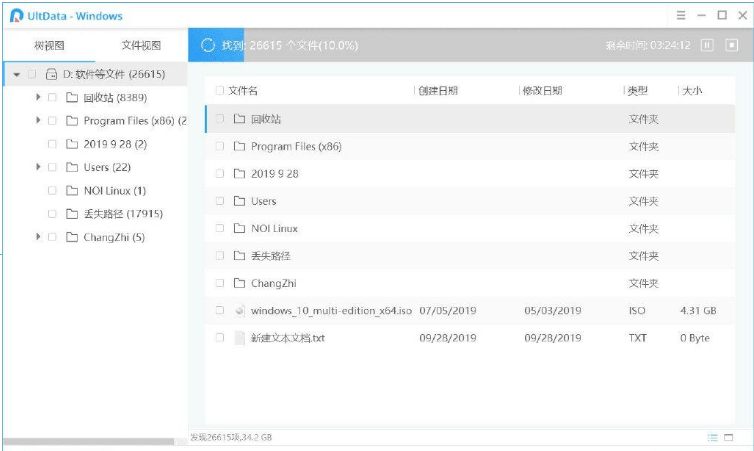 UltData - Windows
树视图 文件视图
找到: 26615 个文件(10.0%) 剩余时间: 03:24:12
D: 软件等文件 (26615)
回收站 (8389)
Program Files (x86) (2
2019 9 28 (2)
Users (22)
NOI Linux (1)
丢失路径 (17915)
ChangZhi (5)
文件名 创建日期 修改日期 类型 大小
回收站 文件夹
Program Files (x86) 文件夹
2019 9 28 文件夹
Users 文件夹
NOI Linux 文件夹
丢失路径 文件夹
ChangZhi 文件夹
windows_10_multi-edition_x64.iso 07/05/2019 05/03/2019 ISO 4.31 GB
新建文本文档.txt 09/28/2019 09/28/2019 TXT 0 Byte
发现26615项,34.2 GB